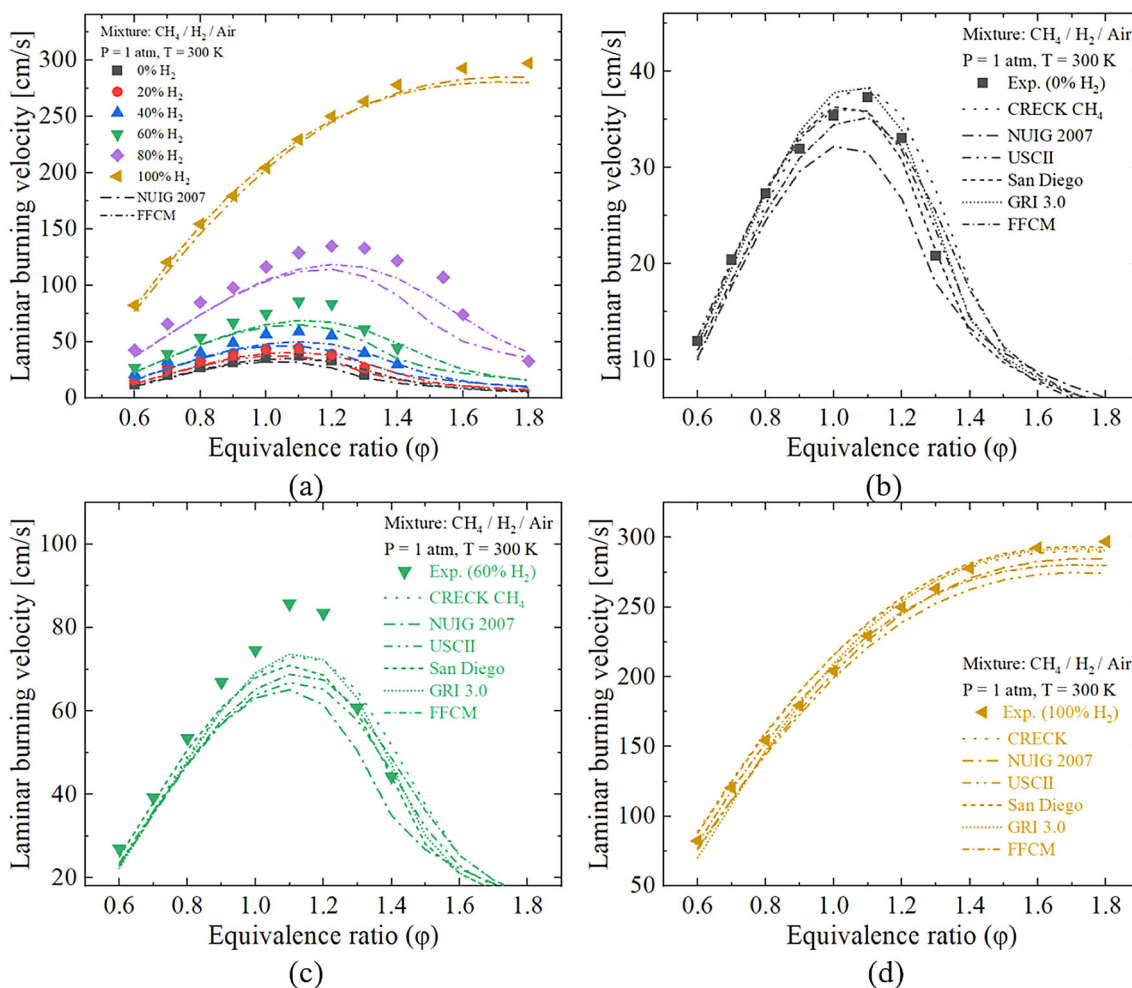 Laminar burning velocity [cm/s]
300
250
200
150
100
50
0
Mixture: CH₄ / H₂ / Air
P = 1 atm, T = 300 K
0% H₂
20% H₂
40% H₂
60% H₂
80% H₂
100% H₂
NUIG 2007
FFCM
0.6 0.8 1.0 1.2 1.4 1.6 1.8
Equivalence ratio (φ)
(a)
Laminar burning velocity [cm/s]
40
30
20
10
Mixture: CH₄ / H₂ / Air
P = 1 atm, T = 300 K
Exp. (0% H₂)
CRECK CH₄
NUIG 2007
USCII
San Diego
GRI 3.0
FFCM
0.6 0.8 1.0 1.2 1.4 1.6 1.8
Equivalence ratio (φ)
(b)
Laminar burning velocity [cm/s]
100
80
60
40
20
Mixture: CH₄ / H₂ / Air
P = 1 atm, T = 300 K
Exp. (60% H₂)
CRECK CH₄
NUIG 2007
USCII
San Diego
GRI 3.0
FFCM
0.6 0.8 1.0 1.2 1.4 1.6 1.8
Equivalence ratio (φ)
(c)
Laminar burning velocity [cm/s]
300
250
200
150
100
50
Mixture: CH₄ / H₂ / Air
P = 1 atm, T = 300 K
Exp. (100% H₂)
CRECK
NUIG 2007
USCII
San Diego
GRI 3.0
FFCM
0.6 0.8 1.0 1.2 1.4 1.6 1.8
Equivalence ratio (φ)
(d)